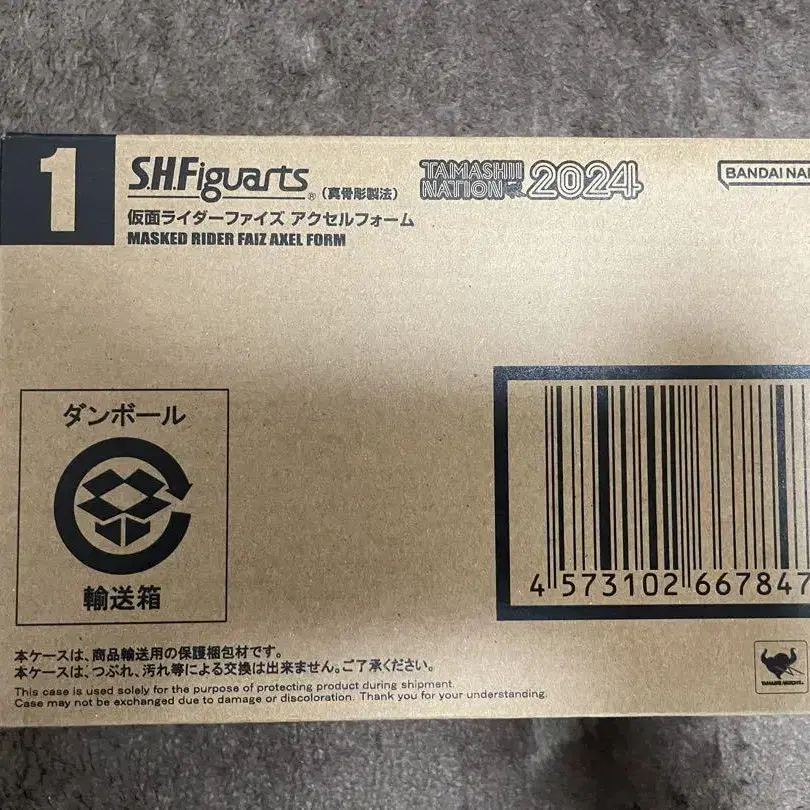 1
S.H.Figuarts® (真骨彫製法)
TAMASHII NATION 2024
BANDAI NAM
仮面ライダーファイズ アクセルフォーム
MASKED RIDER FAIZ AXEL FORM
ダンボール
輸送箱
4 573102 667847
本ケースは、商品輸送用の保護梱包材です。
本ケースは、つぶれ、汚れ等による交換は出来ません。ご了承ください。
This case is used solely for the purpose of protecting product during shipment.
Case may not be exchanged due to damage or discoloration. Thank you for your understanding.
TAMASHII NATIONS